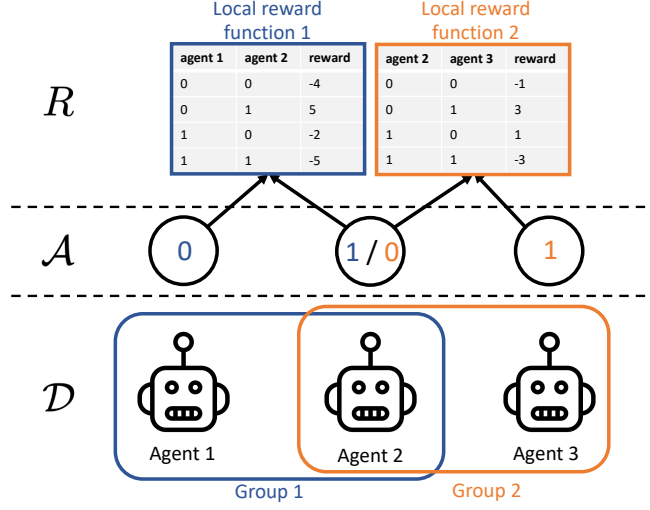 Local reward
function 1
Local reward
function 2
R
agent 1 agent 2 reward
0 0 -4
0 1 5
1 0 -2
1 1 -5
agent 2 agent 3 reward
0 0 -1
0 1 3
1 0 1
1 1 -3
𝒜
0
1 / 0
1
𝒟
Agent 1
Agent 2
Agent 3
Group 1
Group 2